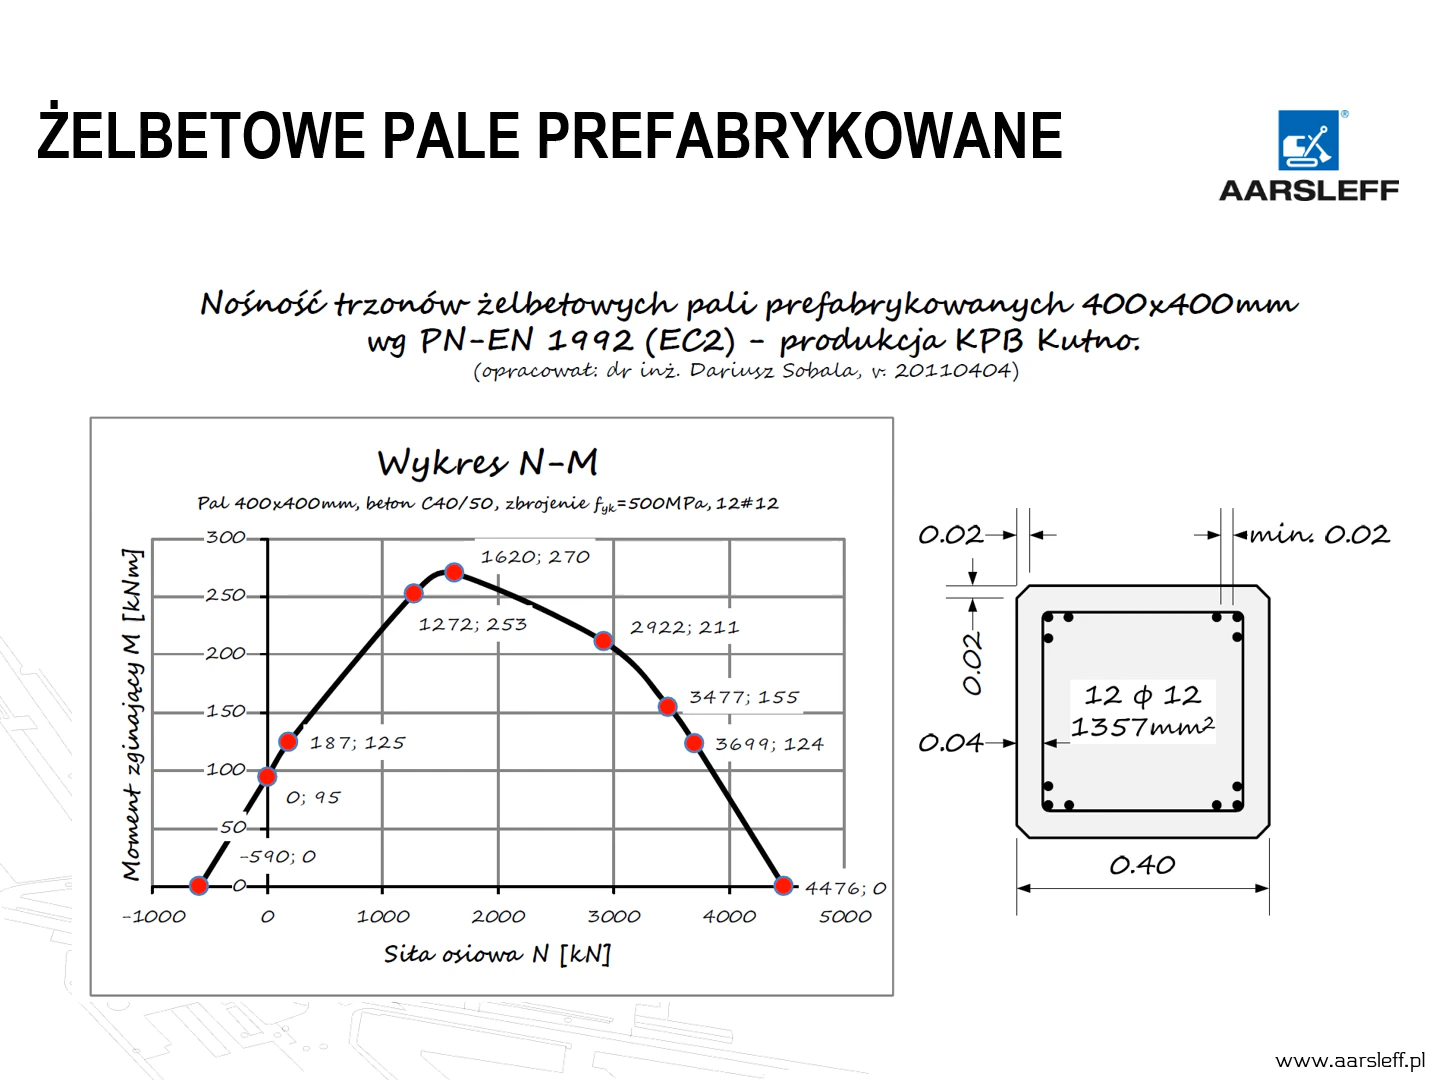 ŻELBETOWE PALE PREFABRYKOWANE
®
AARSLEFF
Nośność trzonów żelbetowych pali prefabrykowanych 400x400mm
wg PN-EN 1992 (EC2) - produkcja KPB Kutno.
(opracował: dr inż. Dariusz Sobala, v. 20110404)
Wykres N-M
Pal 400x400mm, beton C40/50, zbrojenie fyk=500MPa, 12#12
Moment zginający M [kNm]
300
250
200
150
100
50
0
1620; 270
1272; 253
2922; 211
3477; 155
187; 125
3699; 124
0; 95
-590; 0
4476; 0
-1000 0 1000 2000 3000 4000 5000
Siła osiowa N [kN]
0.02
min. 0.02
0.02
12 ϕ 12
1357mm²
0.04
0.40
www.aarsleff.pl